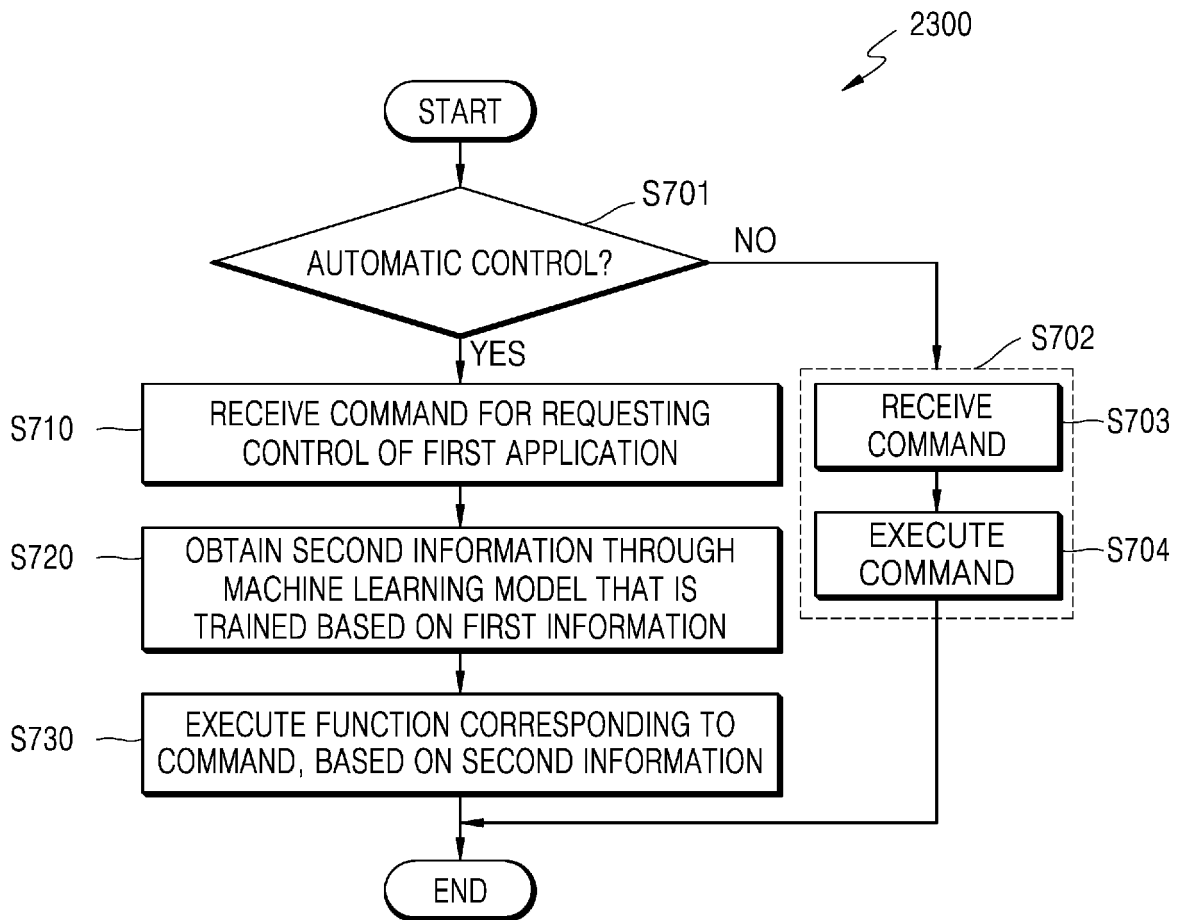 2300
START
S701
AUTOMATIC CONTROL?
NO
YES
S702
S710
RECEIVE COMMAND FOR REQUESTING
CONTROL OF FIRST APPLICATION
RECEIVE
COMMAND
S703
S720
OBTAIN SECOND INFORMATION THROUGH
MACHINE LEARNING MODEL THAT IS
TRAINED BASED ON FIRST INFORMATION
EXECUTE
COMMAND
S704
S730
EXECUTE FUNCTION CORRESPONDING TO
COMMAND, BASED ON SECOND INFORMATION
END